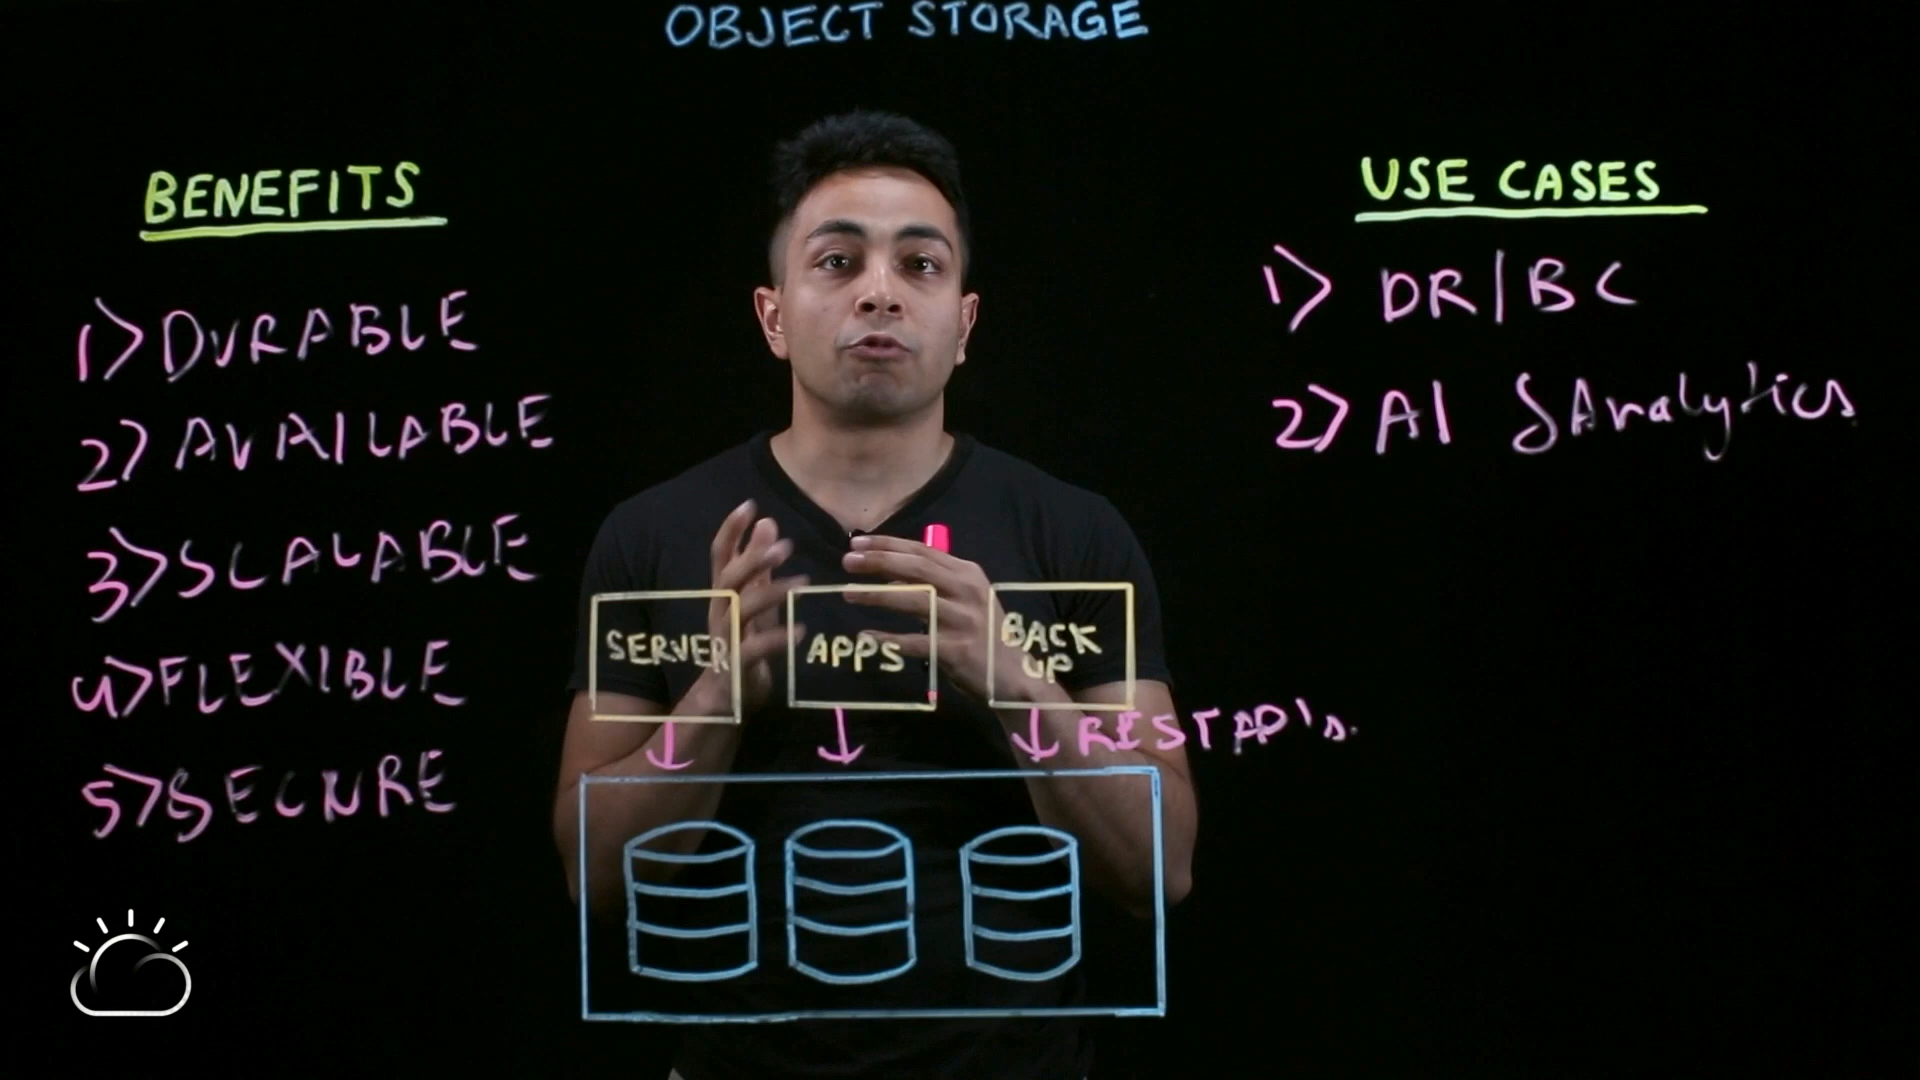 OBJECT STORAGE
BENEFITS
1> DURABLE
2> AVAILABLE
3> SCALABLE
4> FLEXIBLE
5> SECURE
USE CASES
1> DR/BC
2> AI & Analytics
SERVER
APPS
BACK
UP
REST API's.